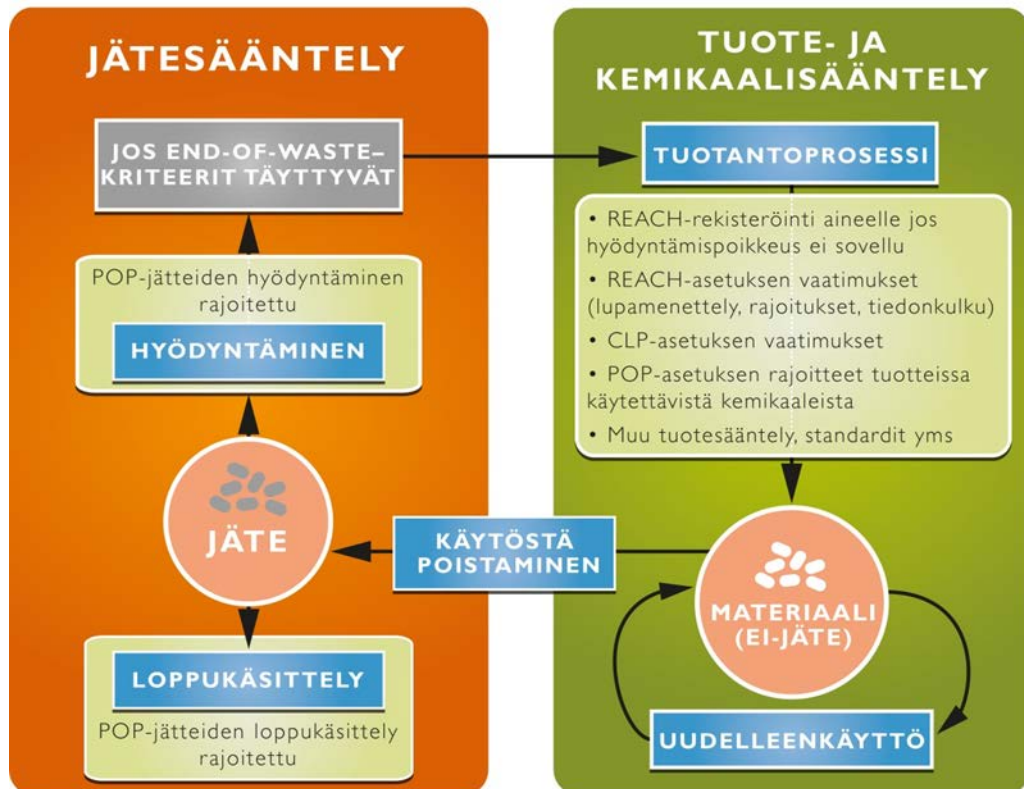 JÄTESÄÄNTELY
JOS END-OF-WASTE–
KRITEERIT TÄYTTYVÄT
POP-jätteiden hyödyntäminen
rajoitettu
HYÖDYNTÄMINEN
JÄTE
LOPPUKÄSITTELY
POP-jätteiden loppukäsittely
rajoitettu
KÄYTÖSTÄ
POISTAMINEN
TUOTE- JA
KEMIKAALISÄÄNTELY
TUOTANTOPROSESSI
• REACH-rekisteröinti aineelle jos
hyödyntämispoikkeus ei sovellu
• REACH-asetuksen vaatimukset
(lupamenettely, rajoitukset, tiedonkulku)
• CLP-asetuksen vaatimukset
• POP-asetuksen rajoitteet tuotteissa
käytettävistä kemikaaleista
• Muu tuotesääntely, standardit yms
MATERIAALI
(EI-JÄTE)
UUDELLEENKÄYTTÖ